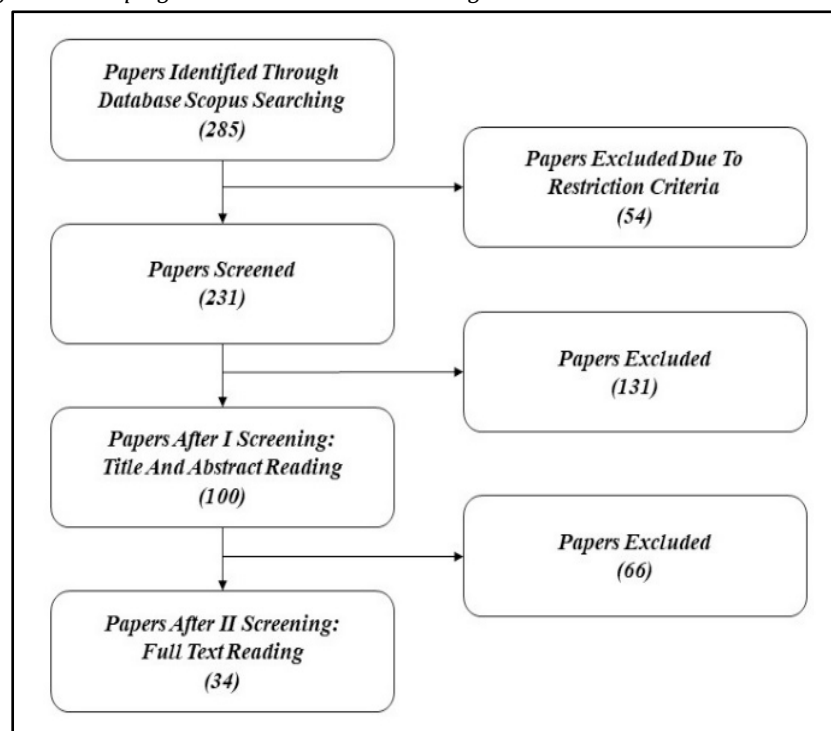 Papers Identified Through
Database Scopus Searching
(285)
Papers Excluded Due To
Restriction Criteria
(54)
Papers Screened
(231)
Papers Excluded
(131)
Papers After I Screening:
Title And Abstract Reading
(100)
Papers Excluded
(66)
Papers After II Screening:
Full Text Reading
(34)